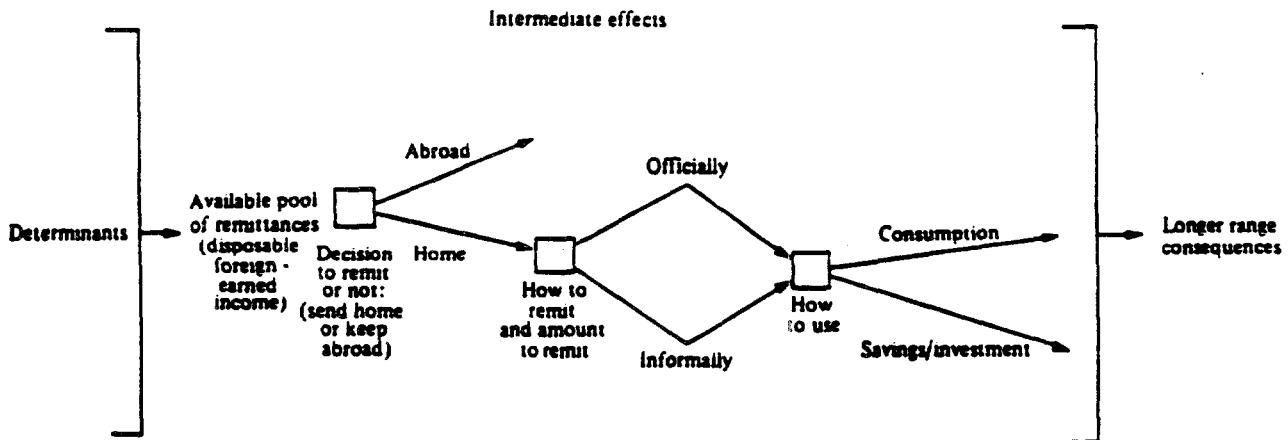 Intermediate effects
Determinants
Available pool
of remittances
(disposable
foreign -
earned
income)
Abroad
Home
Decision
to remit
or not:
(send home
or keep
abroad)
How to
remit
and amount
to remit
Officially
Informally
How
to use
Consumption
Savings/investment
Longer range
consequences